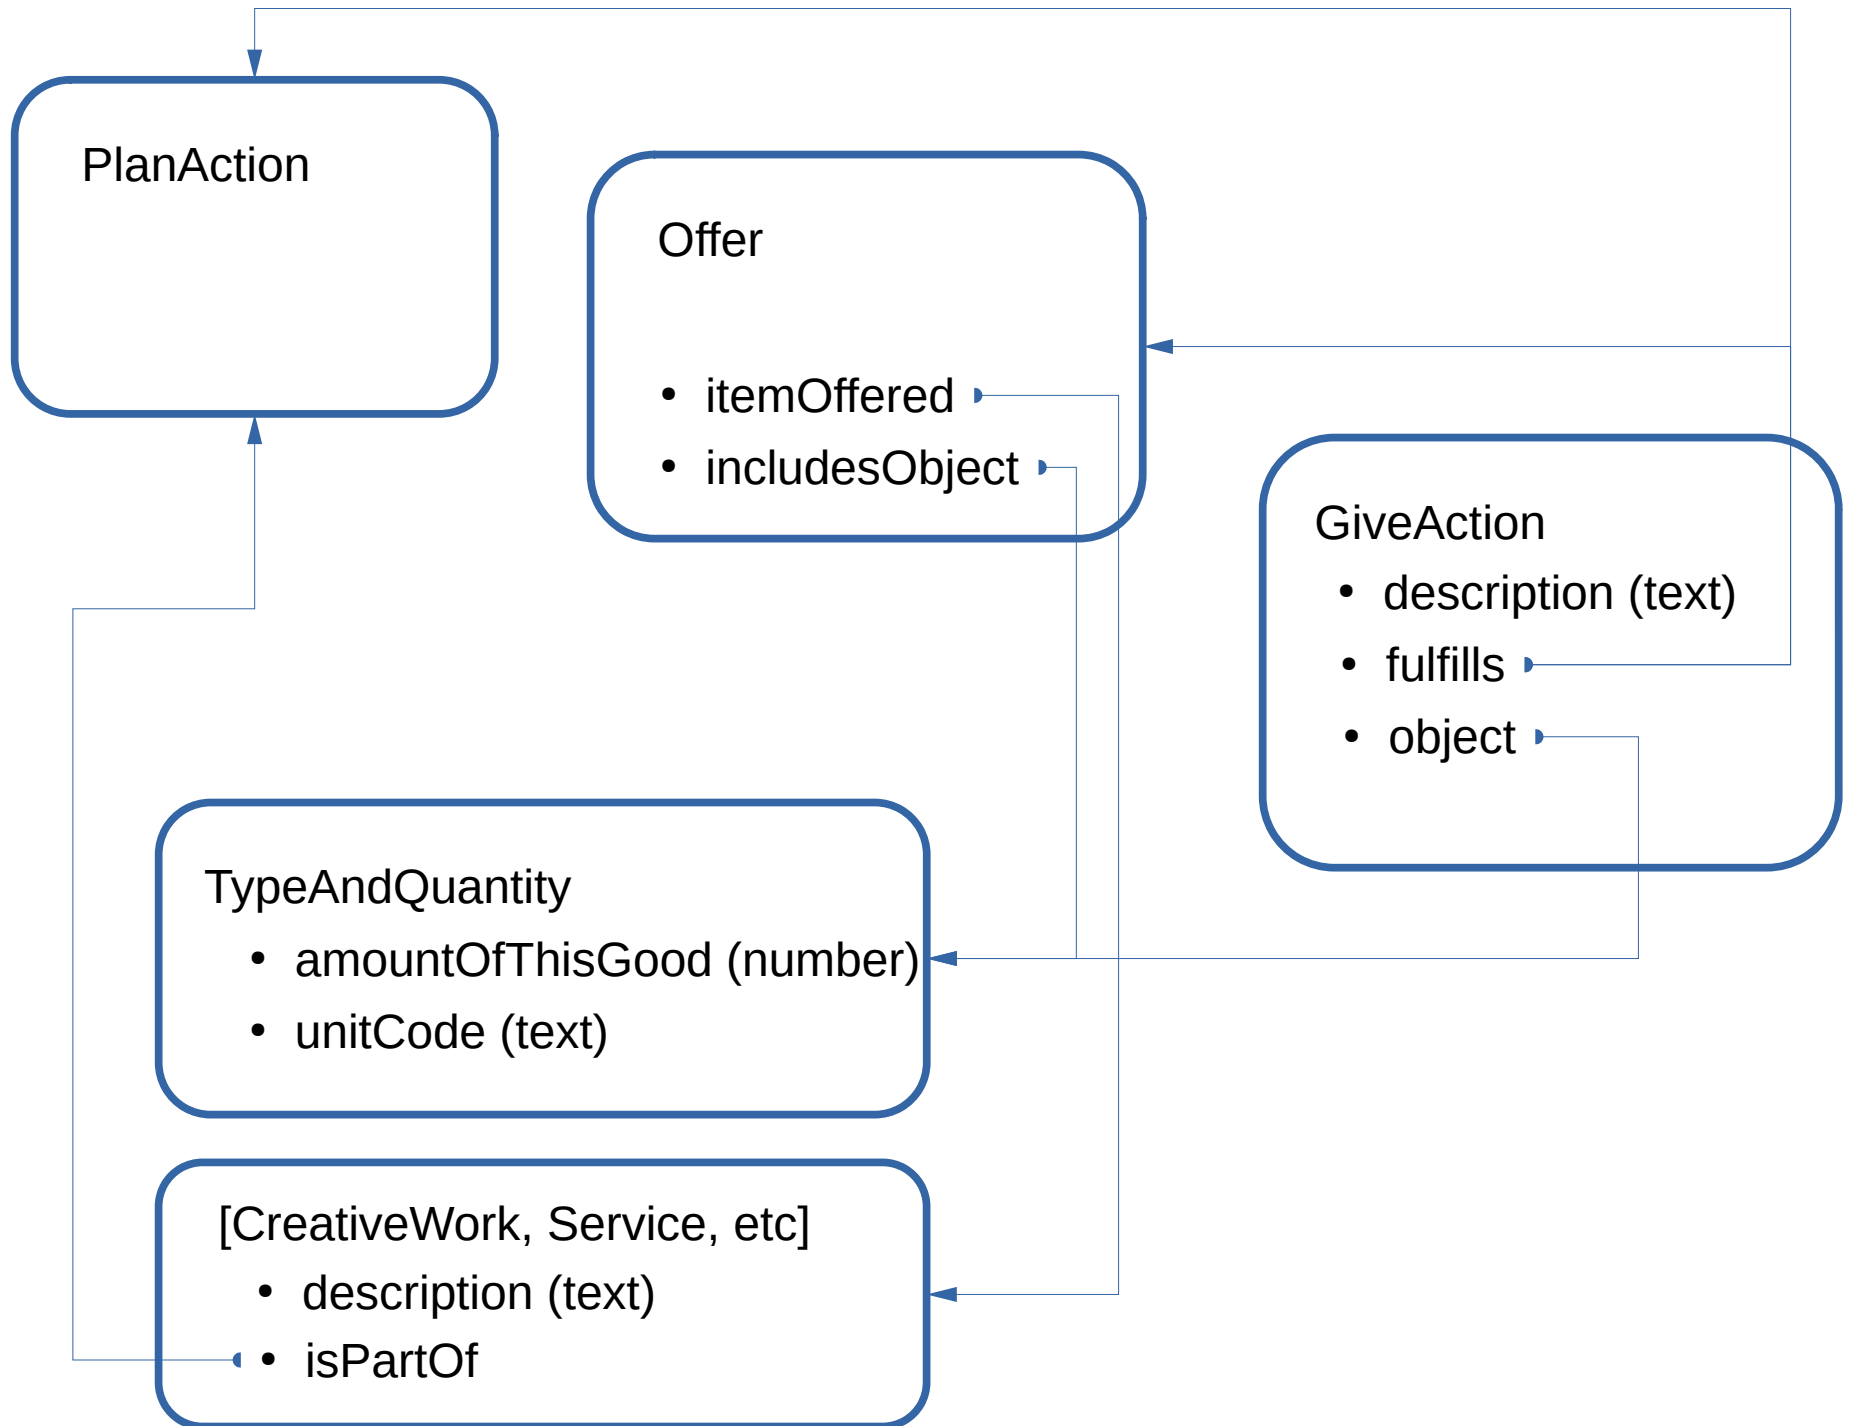 PlanAction
Offer
• itemOffered
• includesObject
GiveAction
• description (text)
• fulfills
• object
TypeAndQuantity
• amountOfThisGood (number)
• unitCode (text)
[CreativeWork, Service, etc]
• description (text)
• isPartOf